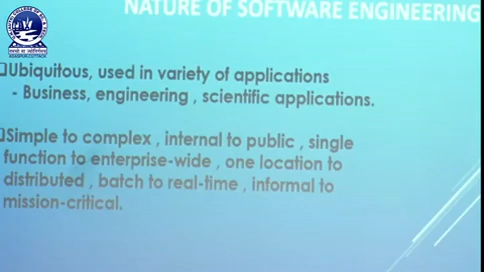 NATURE OF SOFTWARE ENGINEERING
Ubiquitous, used in variety of applications
- Business, engineering , scientific applications.
Simple to complex , internal to public , single
function to enterprise-wide , one location to
distributed , batch to real-time , informal to
mission-critical.